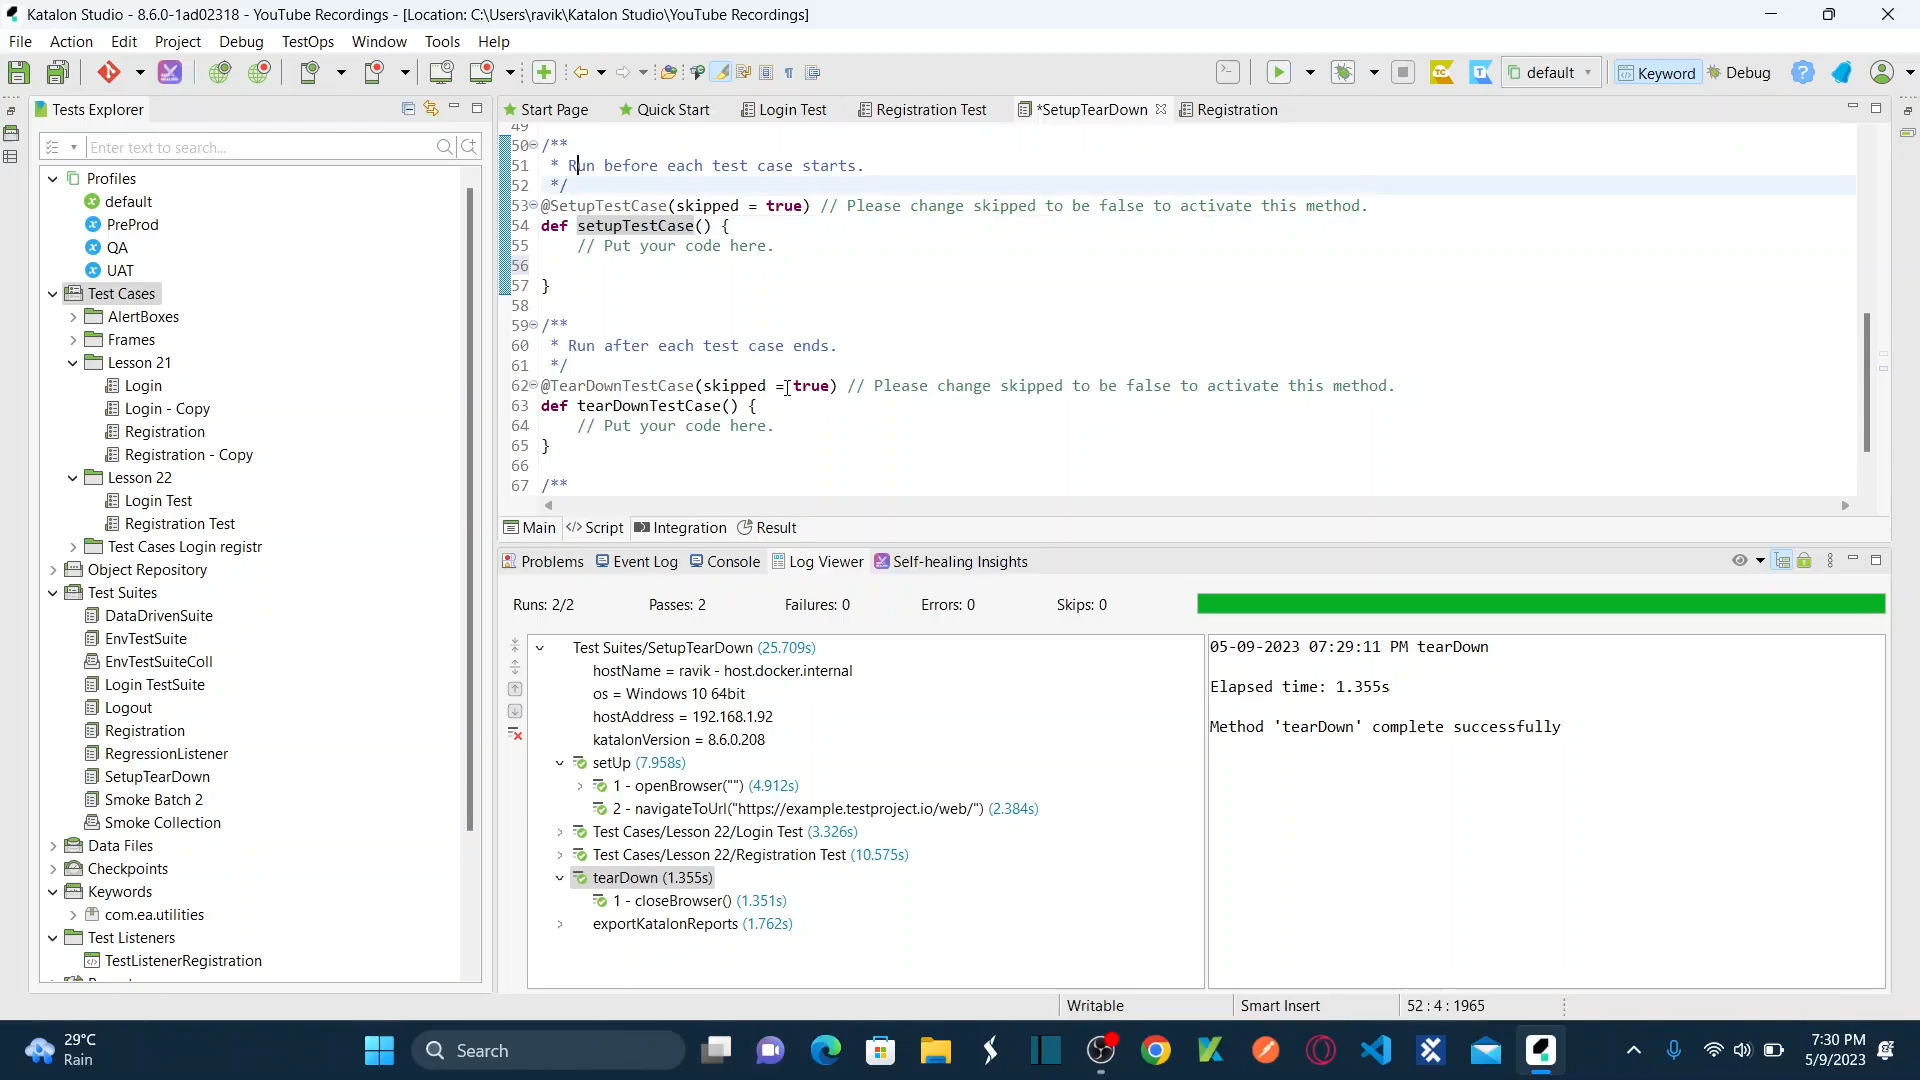 Katalon Studio - 8.6.0-1ad02318 - YouTube Recordings - [Location: C:\Users\ravik\Katalon Studio\YouTube Recordings]
File Action Edit Project Debug TestOps Window Tools Help
default Keyword Debug
Tests Explorer
Enter text to search...
Profiles
default
PreProd
QA
UAT
Test Cases
AlertBoxes
Frames
Lesson 21
Login
Login - Copy
Registration
Registration - Copy
Lesson 22
Login Test
Registration Test
Test Cases Login registr
Object Repository
Test Suites
DataDrivenSuite
EnvTestSuite
EnvTestSuiteColl
Login TestSuite
Logout
Registration
RegressionListener
SetupTearDown
Smoke Batch 2
Smoke Collection
Data Files
Checkpoints
Keywords
com.ea.utilities
Test Listeners
TestListenerRegistration
Start Page Quick Start Login Test Registration Test *SetupTearDown Registration
49
50 /**
51 * Run before each test case starts.
52 */
53 @SetupTestCase(skipped = true) // Please change skipped to be false to activate this method.
54 def setupTestCase() {
55 // Put your code here.
56
57 }
58
59 /**
60 * Run after each test case ends.
61 */
62 @TearDownTestCase(skipped = true) // Please change skipped to be false to activate this method.
63 def tearDownTestCase() {
64 // Put your code here.
65 }
66
67 /**
Main </> Script Integration Result
Problems Event Log Console Log Viewer Self-healing Insights
Runs: 2/2 Passes: 2 Failures: 0 Errors: 0 Skips: 0
Test Suites/SetupTearDown (25.709s)
hostName = ravik - host.docker.internal
os = Windows 10 64bit
hostAddress = 192.168.1.92
katalonVersion = 8.6.0.208
setUp (7.958s)
1 - openBrowser("") (4.912s)
2 - navigateToUrl("https://example.testproject.io/web/") (2.384s)
Test Cases/Lesson 22/Login Test (3.326s)
Test Cases/Lesson 22/Registration Test (10.575s)
tearDown (1.355s)
1 - closeBrowser() (1.351s)
exportKatalonReports (1.762s)
05-09-2023 07:29:11 PM tearDown
Elapsed time: 1.355s
Method 'tearDown' complete successfully
Writable Smart Insert 52 : 4 : 1965
29°C
Rain
Search
7:30 PM
5/9/2023